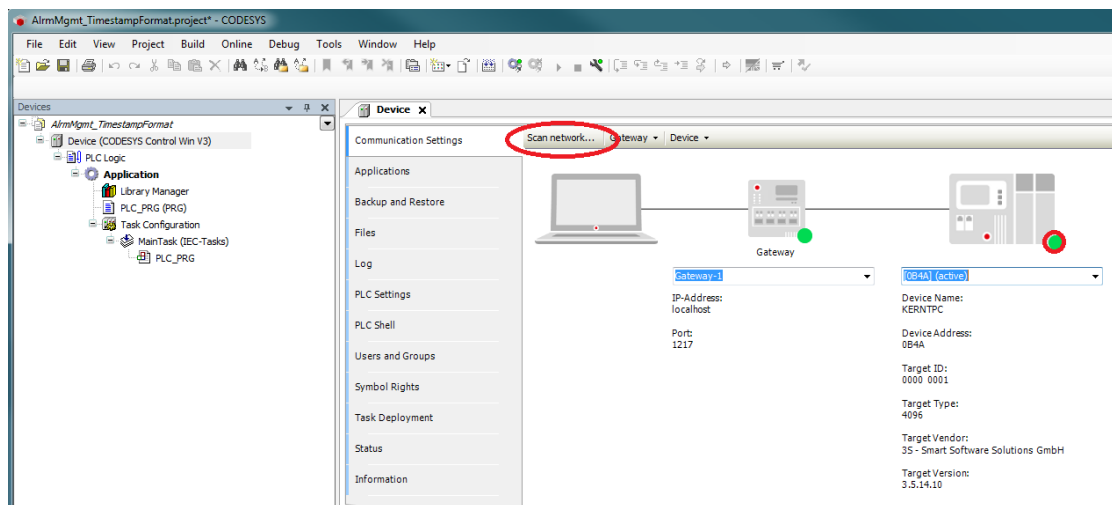 AlrmMgmt_TimestampFormat.project* - CODESYS
File Edit View Project Build Online Debug Tools Window Help
Devices
AlrmMgmt_TimestampFormat
Device (CODESYS Control Win V3)
PLC Logic
Application
Library Manager
PLC_PRG (PRG)
Task Configuration
MainTask (IEC-Tasks)
PLC_PRG
Device
Communication Settings
Applications
Backup and Restore
Files
Log
PLC Settings
PLC Shell
Users and Groups
Symbol Rights
Task Deployment
Status
Information
Scan network... Gateway Device
Gateway
Gateway-1
IP-Address:
localhost
Port:
1217
[0B4A] (active)
Device Name:
KERNTPC
Device Address:
0B4A
Target ID:
0000 0001
Target Type:
4096
Target Vendor:
3S - Smart Software Solutions GmbH
Target Version:
3.5.14.10